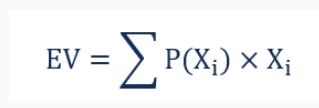 EV = ∑ P(Xᵢ) × Xᵢ